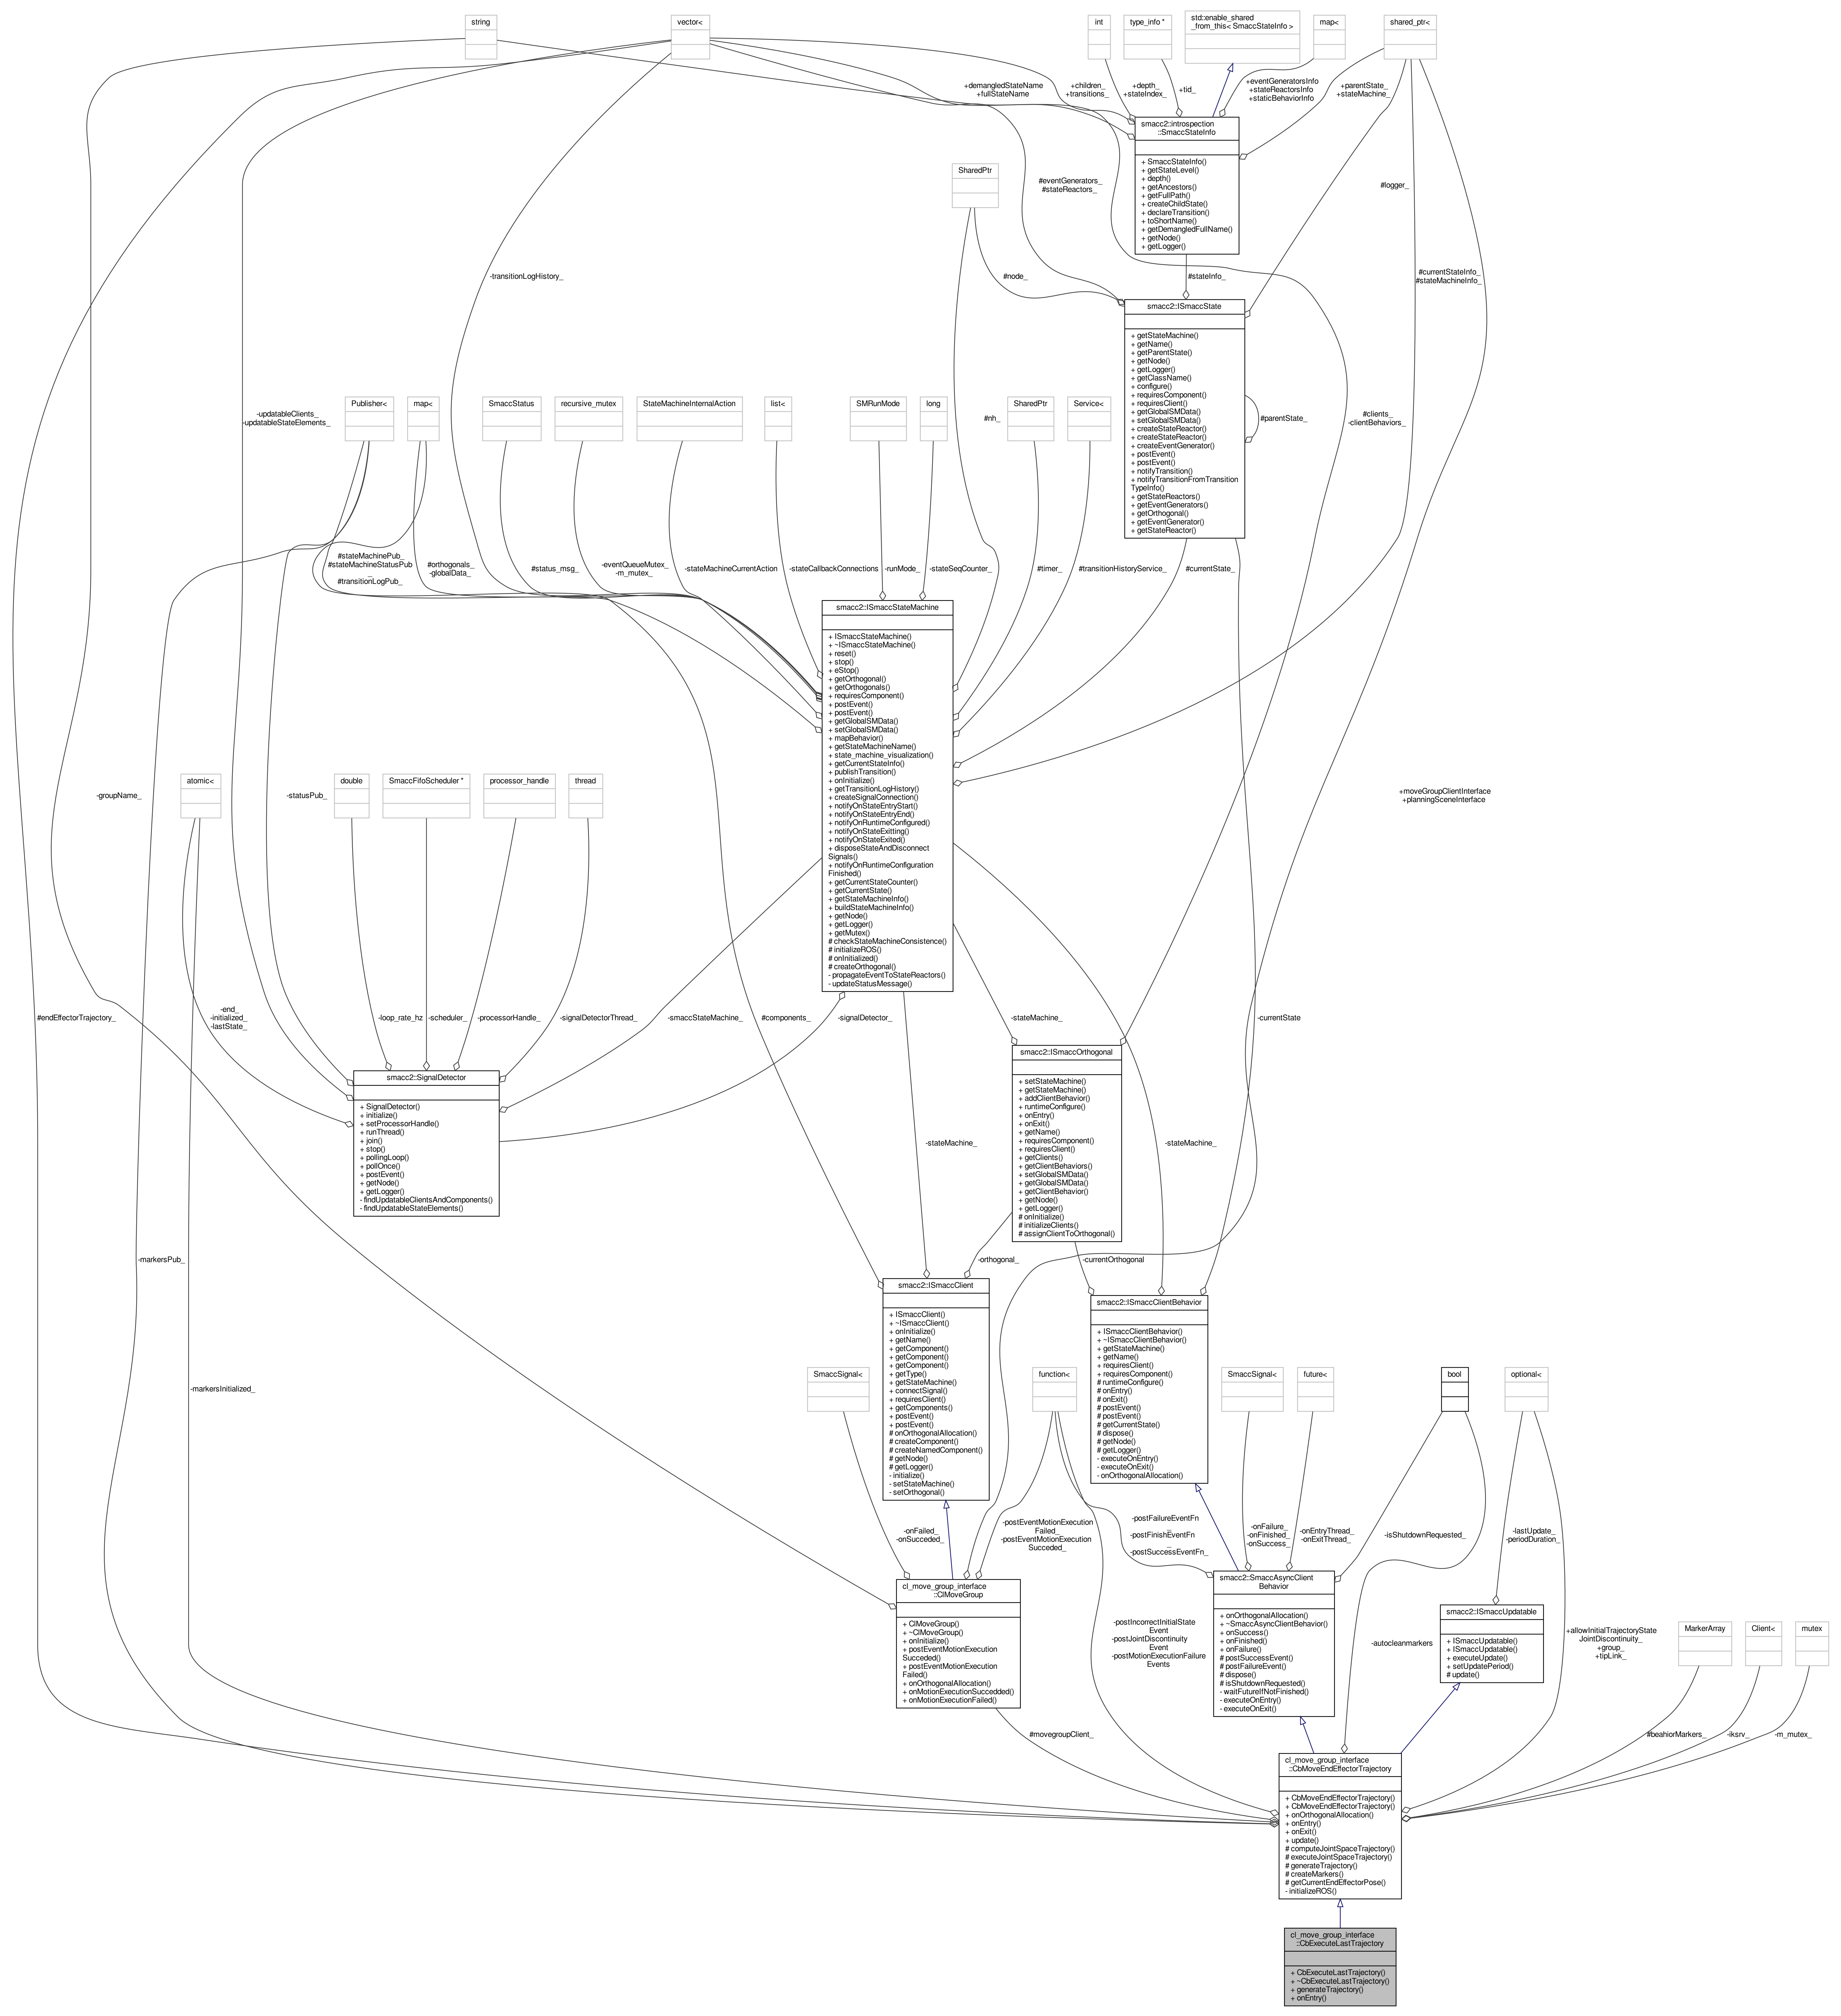 string
vector<
int
type_info *
std::enable_shared
_from_this< SmaccStateInfo >
map<
shared_ptr<
+demangledStateName
+fullStateName
+children_
+transitions_
+depth_
+stateIndex_
+tid_
+eventGeneratorsInfo
+stateReactorsInfo
+staticBehaviorInfo
+parentState_
+stateMachine_
smacc2::introspection
::SmaccStateInfo
+ SmaccStateInfo()
+ getStateLevel()
+ depth()
+ getAncestors()
+ getFullPath()
+ createChildState()
+ declareTransition()
+ toShortName()
+ getDemangledFullName()
+ getNode()
+ getLogger()
SharedPtr
#eventGenerators_
#stateReactors_
#logger_
-transitionLogHistory_
#node_
#stateInfo_
#currentStateInfo_
#stateMachineInfo_
smacc2::ISmaccState
+ getStateMachine()
+ getName()
+ getParentState()
+ getNode()
+ getLogger()
+ getClassName()
+ configure()
+ requiresComponent()
+ requiresClient()
+ getGlobalSMData()
+ setGlobalSMData()
+ createStateReactor()
+ createStateReactor()
+ createEventGenerator()
+ postEvent()
+ postEvent()
+ notifyTransition()
+ notifyTransitionFromTransition
TypeInfo()
+ getStateReactors()
+ getEventGenerators()
+ getOrthogonal()
+ getEventGenerator()
+ getStateReactor()
#parentState_
-updatableClients_
-updatableStateElements_
Publisher<
map<
SmaccStatus
recursive_mutex
StateMachineInternalAction
list<
SMRunMode
long
#nh_
SharedPtr
Service<
#clients_
-clientBehaviors_
#stateMachinePub_
#stateMachineStatusPub
_
#transitionLogPub_
#orthogonals_
-globalData_
#status_msg_
-eventQueueMutex_
-m_mutex_
-stateMachineCurrentAction
-stateCallbackConnections
-runMode_
-stateSeqCounter_
#timer_
#transitionHistoryService_
#currentState_
smacc2::ISmaccStateMachine
+ ISmaccStateMachine()
+ ~ISmaccStateMachine()
+ reset()
+ stop()
+ eStop()
+ getOrthogonal()
+ getOrthogonals()
+ requiresComponent()
+ postEvent()
+ postEvent()
+ getGlobalSMData()
+ setGlobalSMData()
+ mapBehavior()
+ getStateMachineName()
+ state_machine_visualization()
+ getCurrentStateInfo()
+ publishTransition()
+ onInitialize()
+ getTransitionLogHistory()
+ createSignalConnection()
+ notifyOnStateEntryStart()
+ notifyOnStateEntryEnd()
+ notifyOnRuntimeConfigured()
+ notifyOnStateExitting()
+ notifyOnStateExited()
+ disposeStateAndDisconnect
Signals()
+ notifyOnRuntimeConfiguration
Finished()
+ getCurrentStateCounter()
+ getCurrentState()
+ getStateMachineInfo()
+ buildStateMachineInfo()
+ getNode()
+ getLogger()
+ getMutex()
# checkStateMachineConsistence()
# initializeROS()
# onInitialized()
# createOrthogonal()
- propagateEventToStateReactors()
- updateStatusMessage()
atomic<
double
SmaccFifoScheduler *
processor_handle
thread
-groupName_
-statusPub_
+moveGroupClientInterface
+planningSceneInterface
#endEffectorTrajectory_
-end_
-initialized_
-lastState_
-loop_rate_hz
-scheduler_
-processorHandle_
-signalDetectorThread_
-smaccStateMachine_
#components_
-signalDetector_
-stateMachine_
-currentState
smacc2::SignalDetector
+ SignalDetector()
+ initialize()
+ setProcessorHandle()
+ runThread()
+ join()
+ stop()
+ pollingLoop()
+ pollOnce()
+ postEvent()
+ getNode()
+ getLogger()
- findUpdatableClientsAndComponents()
- findUpdatableStateElements()
smacc2::ISmaccOrthogonal
+ setStateMachine()
+ getStateMachine()
+ addClientBehavior()
+ runtimeConfigure()
+ onEntry()
+ onExit()
+ getName()
+ requiresComponent()
+ requiresClient()
+ getClients()
+ getClientBehaviors()
+ setGlobalSMData()
+ getGlobalSMData()
+ getClientBehavior()
+ getNode()
+ getLogger()
# onInitialize()
# initializeClients()
# assignClientToOrthogonal()
-stateMachine_
-stateMachine_
-markersPub_
-orthogonal_
-currentOrthogonal
smacc2::ISmaccClient
+ ISmaccClient()
+ ~ISmaccClient()
+ onInitialize()
+ getName()
+ getComponent()
+ getComponent()
+ getComponent()
+ getType()
+ getStateMachine()
+ connectSignal()
+ requiresClient()
+ getComponents()
+ postEvent()
+ postEvent()
# onOrthogonalAllocation()
# createComponent()
# createNamedComponent()
# getNode()
# getLogger()
- initialize()
- setStateMachine()
- setOrthogonal()
smacc2::ISmaccClientBehavior
+ ISmaccClientBehavior()
+ ~ISmaccClientBehavior()
+ getStateMachine()
+ getName()
+ requiresClient()
+ requiresComponent()
# runtimeConfigure()
# onEntry()
# onExit()
# postEvent()
# postEvent()
# getCurrentState()
# dispose()
# getNode()
# getLogger()
- executeOnEntry()
- executeOnExit()
- onOrthogonalAllocation()
-markersInitialized_
SmaccSignal<
function<
SmaccSignal<
future<
bool
optional<
-onFailed_
-onSucceded_
-postEventMotionExecution
Failed_
-postEventMotionExecution
Succeded_
-postFailureEventFn
_
-postFinishEventFn
_
-postSuccessEventFn_
-onFailure_
-onFinished_
-onSuccess_
-onEntryThread_
-onExitThread_
-isShutdownRequested_
-lastUpdate_
-periodDuration_
cl_move_group_interface
::ClMoveGroup
+ ClMoveGroup()
+ ~ClMoveGroup()
+ onInitialize()
+ postEventMotionExecution
Succeded()
+ postEventMotionExecution
Failed()
+ onOrthogonalAllocation()
+ onMotionExecutionSuccedded()
+ onMotionExecutionFailed()
smacc2::SmaccAsyncClient
Behavior
+ onOrthogonalAllocation()
+ ~SmaccAsyncClientBehavior()
+ onSuccess()
+ onFinished()
+ onFailure()
# postSuccessEvent()
# postFailureEvent()
# dispose()
# isShutdownRequested()
- waitFutureIfNotFinished()
- executeOnEntry()
- executeOnExit()
smacc2::ISmaccUpdatable
+ ISmaccUpdatable()
+ ISmaccUpdatable()
+ executeUpdate()
+ setUpdatePeriod()
# update()
MarkerArray
Client<
mutex
-postIncorrectInitialState
Event
-postJointDiscontinuity
Event
-postMotionExecutionFailure
Events
-autocleanmarkers
+allowInitialTrajectoryState
JointDiscontinuity_
+group_
+tipLink_
#movegroupClient_
#beahiorMarkers_
-iksrv_
-m_mutex_
cl_move_group_interface
::CbMoveEndEffectorTrajectory
+ CbMoveEndEffectorTrajectory()
+ CbMoveEndEffectorTrajectory()
+ onOrthogonalAllocation()
+ onEntry()
+ onExit()
+ update()
# computeJointSpaceTrajectory()
# executeJointSpaceTrajectory()
# generateTrajectory()
# createMarkers()
# getCurrentEndEffectorPose()
- initializeROS()
cl_move_group_interface
::CbExecuteLastTrajectory
+ CbExecuteLastTrajectory()
+ ~CbExecuteLastTrajectory()
+ generateTrajectory()
+ onEntry()